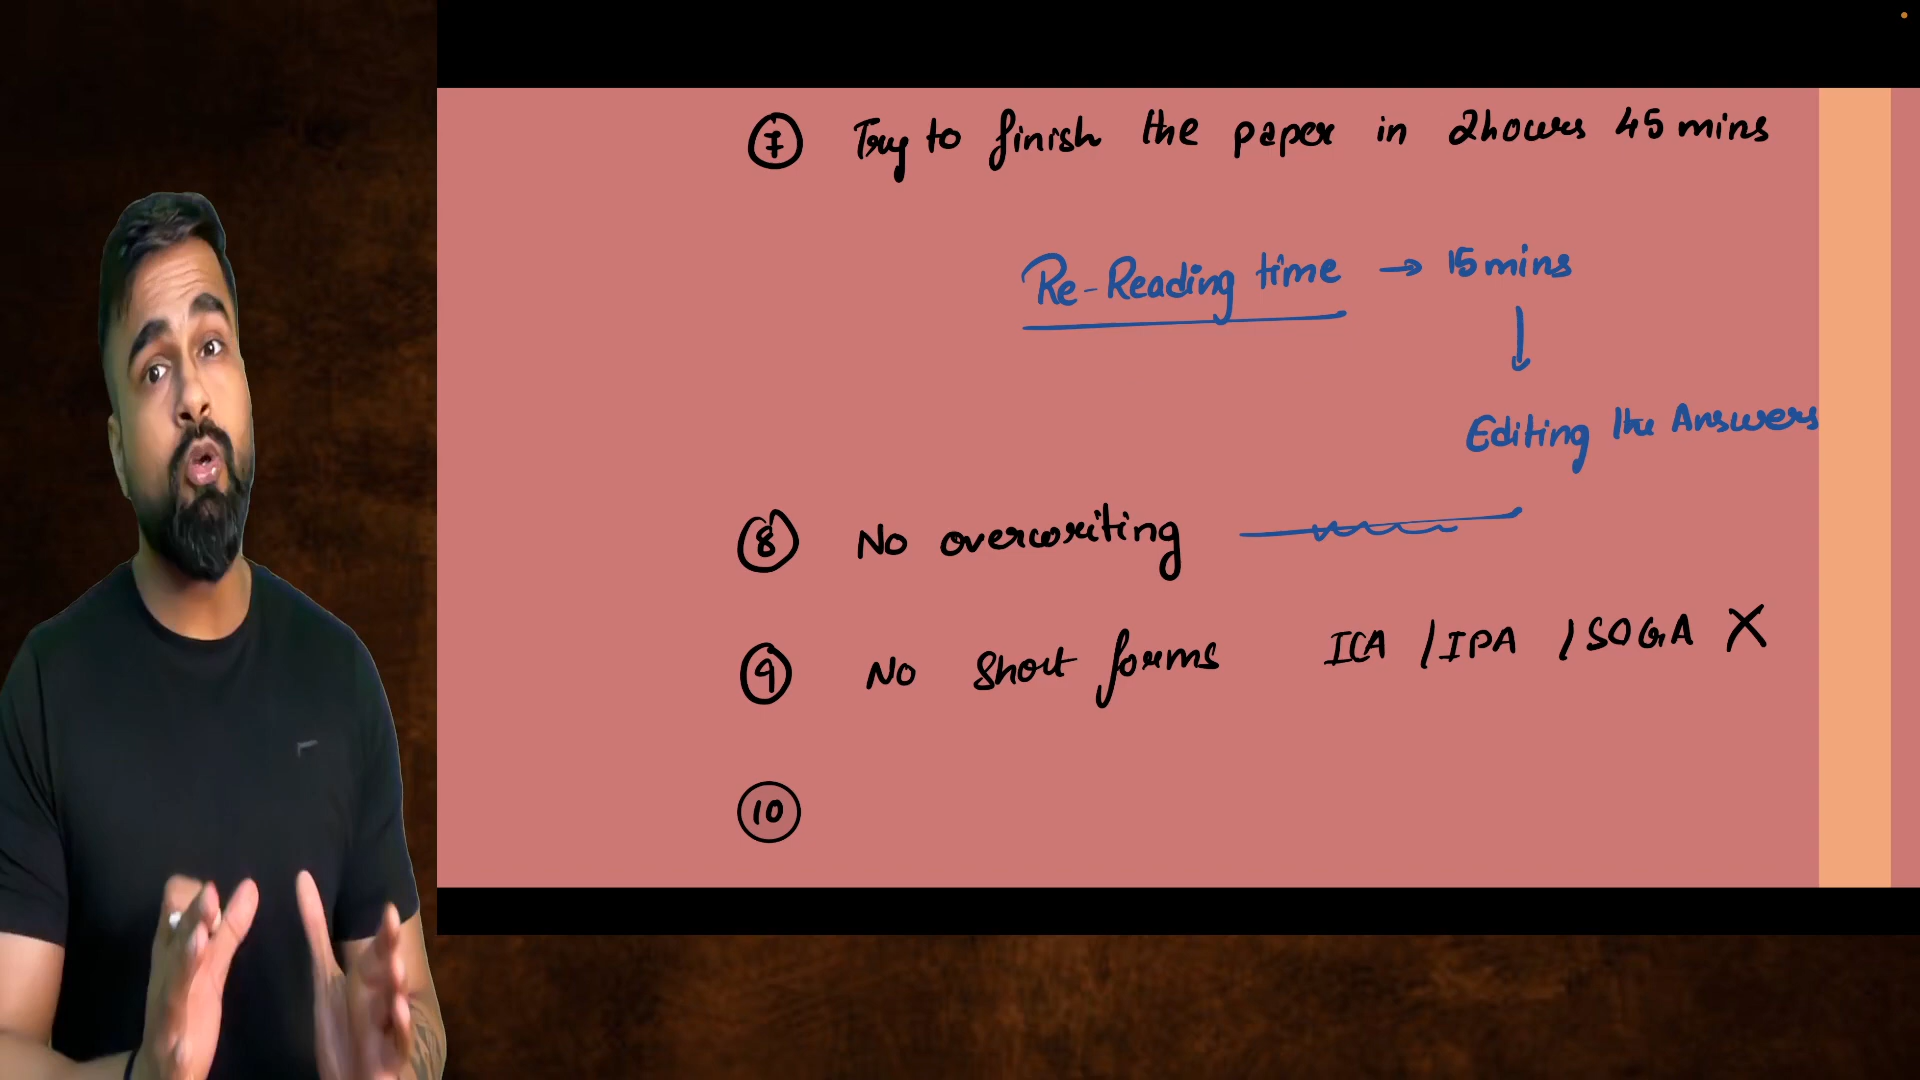 7 Try to finish the paper in 2hours 45 mins
Re-Reading time → 15 mins
Editing the Answers
8 No overwriting
9 No Short forms ICA / IPA / SOGA X
10